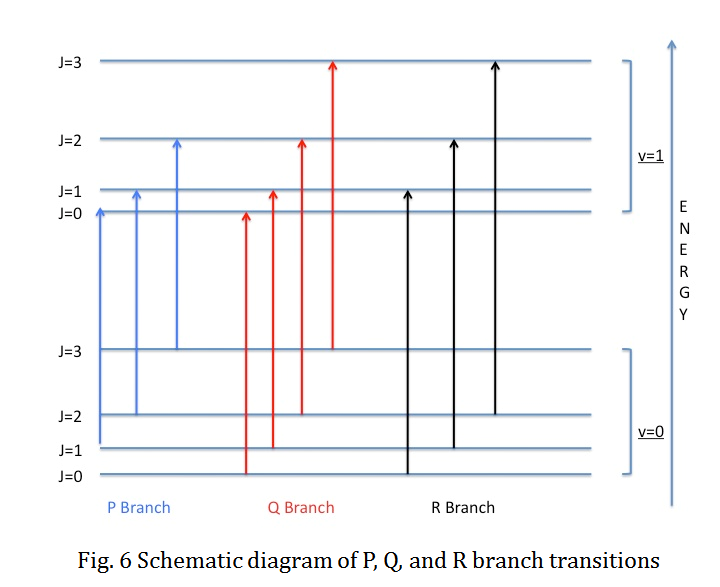 J=3
J=2
J=1
J=0
v=1
E
N
E
R
G
Y
J=3
J=2
J=1
J=0
v=0
P Branch
Q Branch
R Branch
Fig. 6 Schematic diagram of P, Q, and R branch transitions